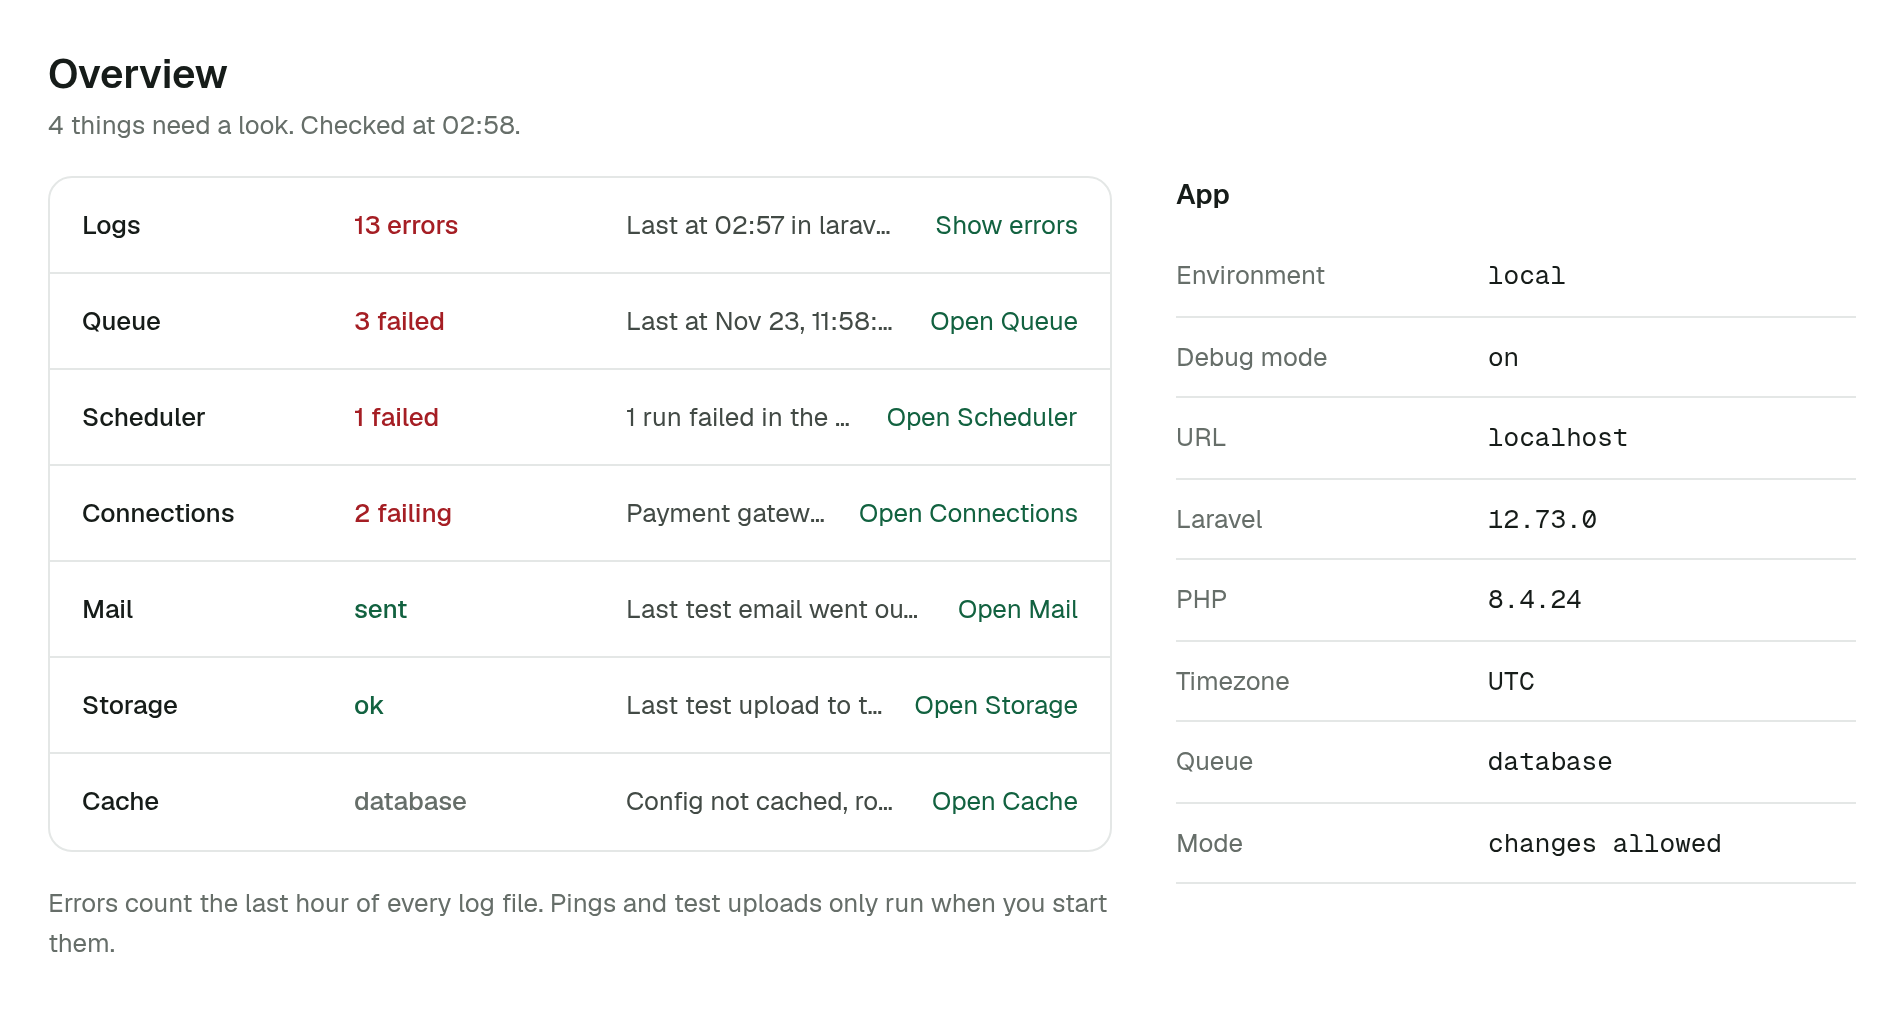 Overview
4 things need a look. Checked at 02:58.
Logs 13 errors Last at 02:57 in larav... Show errors
Queue 3 failed Last at Nov 23, 11:58:... Open Queue
Scheduler 1 failed 1 run failed in the ... Open Scheduler
Connections 2 failing Payment gatew... Open Connections
Mail sent Last test email went ou... Open Mail
Storage ok Last test upload to t... Open Storage
Cache database Config not cached, ro... Open Cache
Errors count the last hour of every log file. Pings and test uploads only run when you start
them.
App
Environment local
Debug mode on
URL localhost
Laravel 12.73.0
PHP 8.4.24
Timezone UTC
Queue database
Mode changes allowed